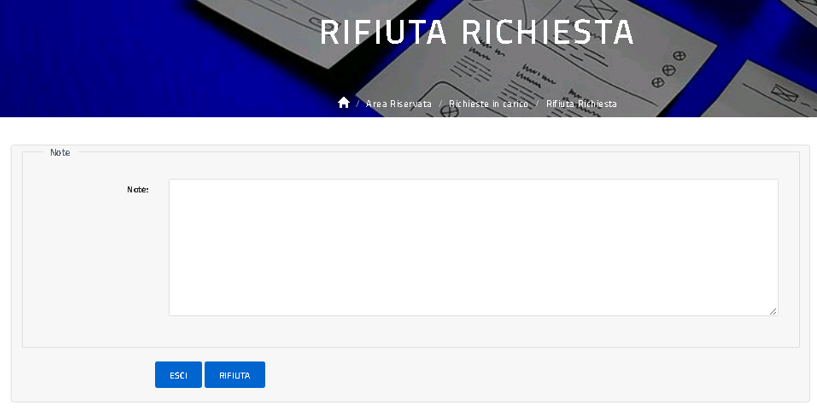 RIFIUTA RICHIESTA
/ Area Riservata / Richieste in carico / Rifiuta Richiesta
Note
Note:
ESCI RIFIUTA